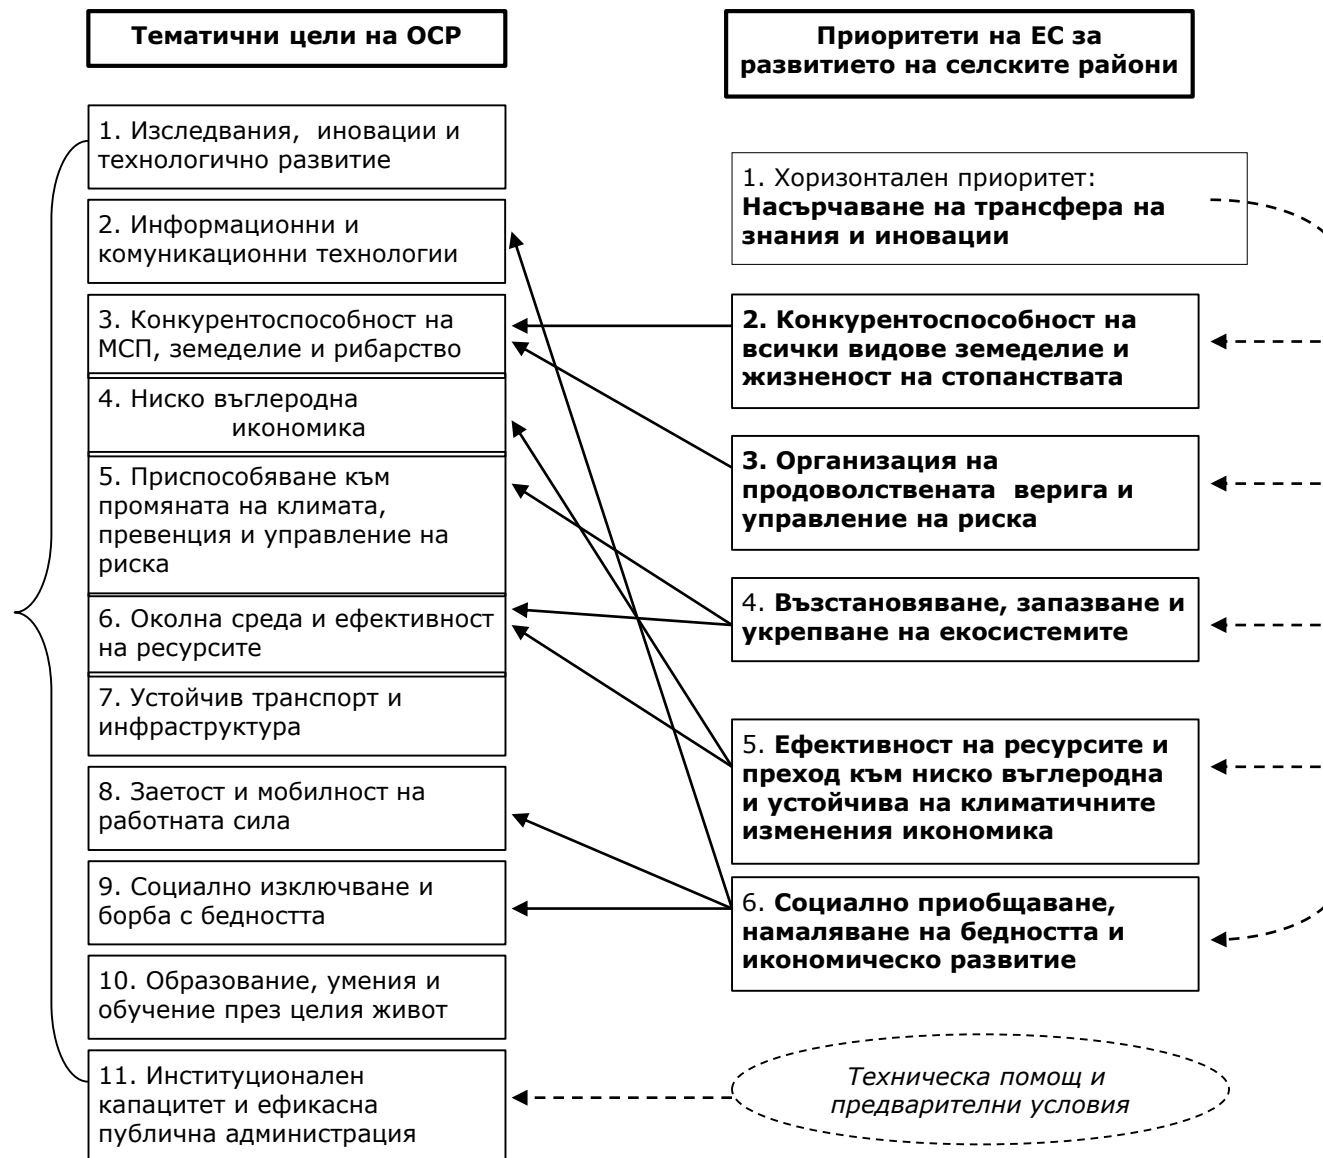 Тематични цели на ОСР
1. Изследвания, иновации и
технологично развитие
2. Информационни и
комуникационни технологии
3. Конкурентоспособност на
МСП, земеделие и рибарство
4. Ниско въглеродна
икономика
5. Приспособяване към
промяната на климата,
превенция и управление на
риска
6. Околна среда и ефективност
на ресурсите
7. Устойчив транспорт и
инфраструктура
8. Заетост и мобилност на
работната сила
9. Социално изключване и
борба с бедността
10. Образование, умения и
обучение през целия живот
11. Институционален
капацитет и ефикасна
публична администрация
Приоритети на ЕС за
развитието на селските райони
1. Хоризонтален приоритет:
Насърчаване на трансфера на
знания и иновации
2. Конкурентоспособност на
всички видове земеделие и
жизненост на стопанствата
3. Организация на
продоволствената верига и
управление на риска
4. Възстановяване, запазване и
укрепване на екосистемите
5. Ефективност на ресурсите и
преход към ниско въглеродна
и устойчива на климатичните
изменения икономика
6. Социално приобщаване,
намаляване на бедността и
икономическо развитие
Техническа помощ и
предварителни условия